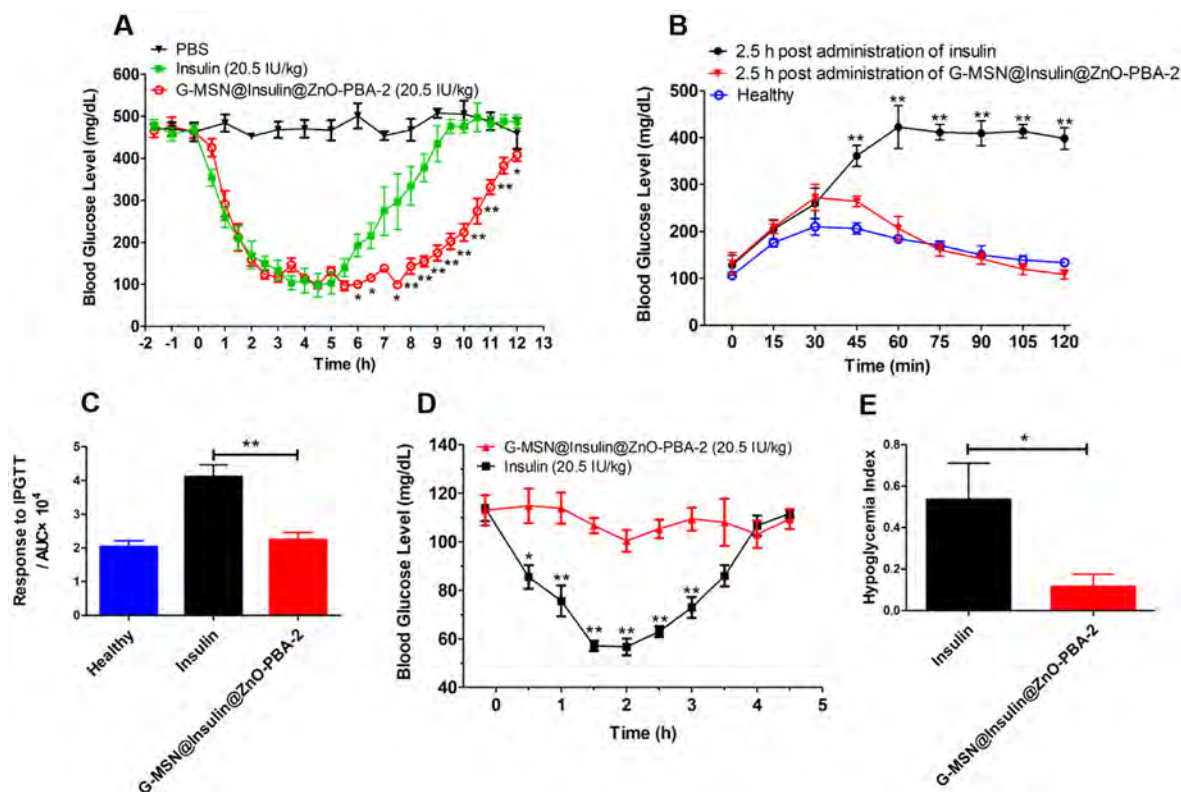 A
PBS
Insulin (20.5 IU/kg)
G-MSN@Insulin@ZnO-PBA-2 (20.5 IU/kg)
Blood Glucose Level (mg/dL)
600
500
400
300
200
100
0
-2 -1 0 1 2 3 4 5 6 7 8 9 10 11 12 13
Time (h)
* * * ** ** ** ** ** ** ** ** *
B
2.5 h post administration of insulin
2.5 h post administration of G-MSN@Insulin@ZnO-PBA-2
Healthy
Blood Glucose Level (mg/dL)
500
400
300
200
100
0 15 30 45 60 75 90 105 120
Time (min)
** ** ** ** ** **
C
Response to IPGTT
/ AUC× 10⁴
5
4
3
2
1
0
**
Healthy
Insulin
G-MSN@Insulin@ZnO-PBA-2
D
G-MSN@Insulin@ZnO-PBA-2 (20.5 IU/kg)
Insulin (20.5 IU/kg)
Blood Glucose Level (mg/dL)
140
120
100
80
60
40
0 1 2 3 4 5
Time (h)
* ** ** ** ** **
E
Hypoglycemia Index
0.8
0.6
0.4
0.2
0.0
*
Insulin
G-MSN@Insulin@ZnO-PBA-2